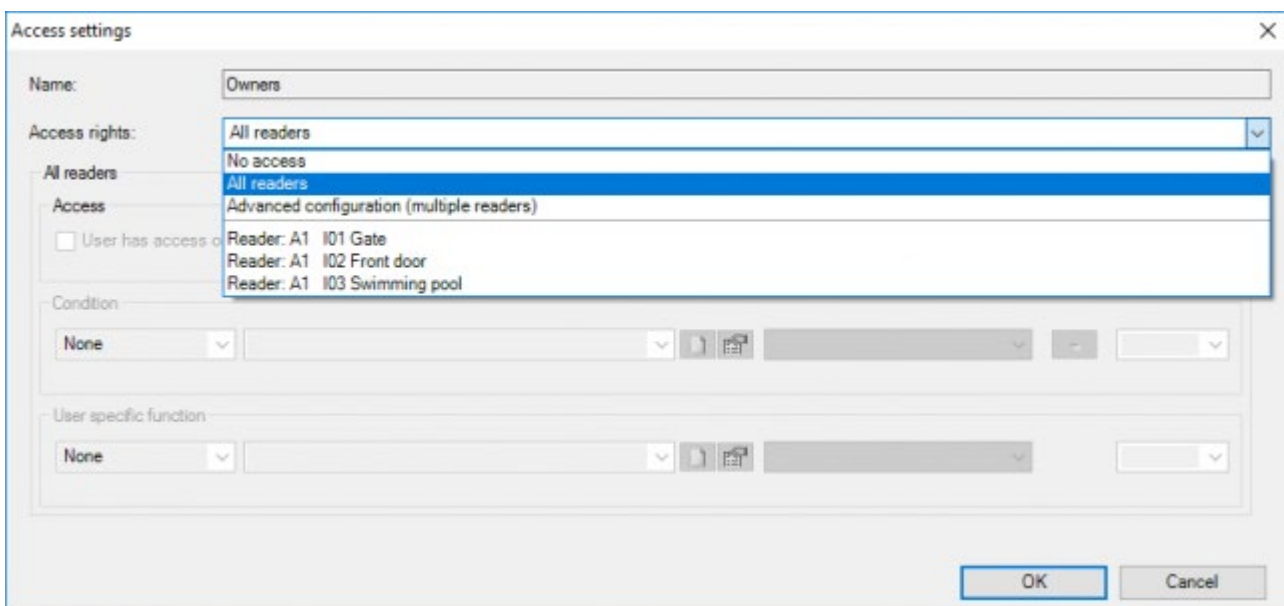 Access settings
Name: Owners
Access rights: All readers
No access
All readers
All readers
Access
Advanced configuration (multiple readers)
User has access o
Reader: A1 I01 Gate
Reader: A1 I02 Front door
Reader: A1 I03 Swimming pool
Condition
None
User specific function
None
OK Cancel